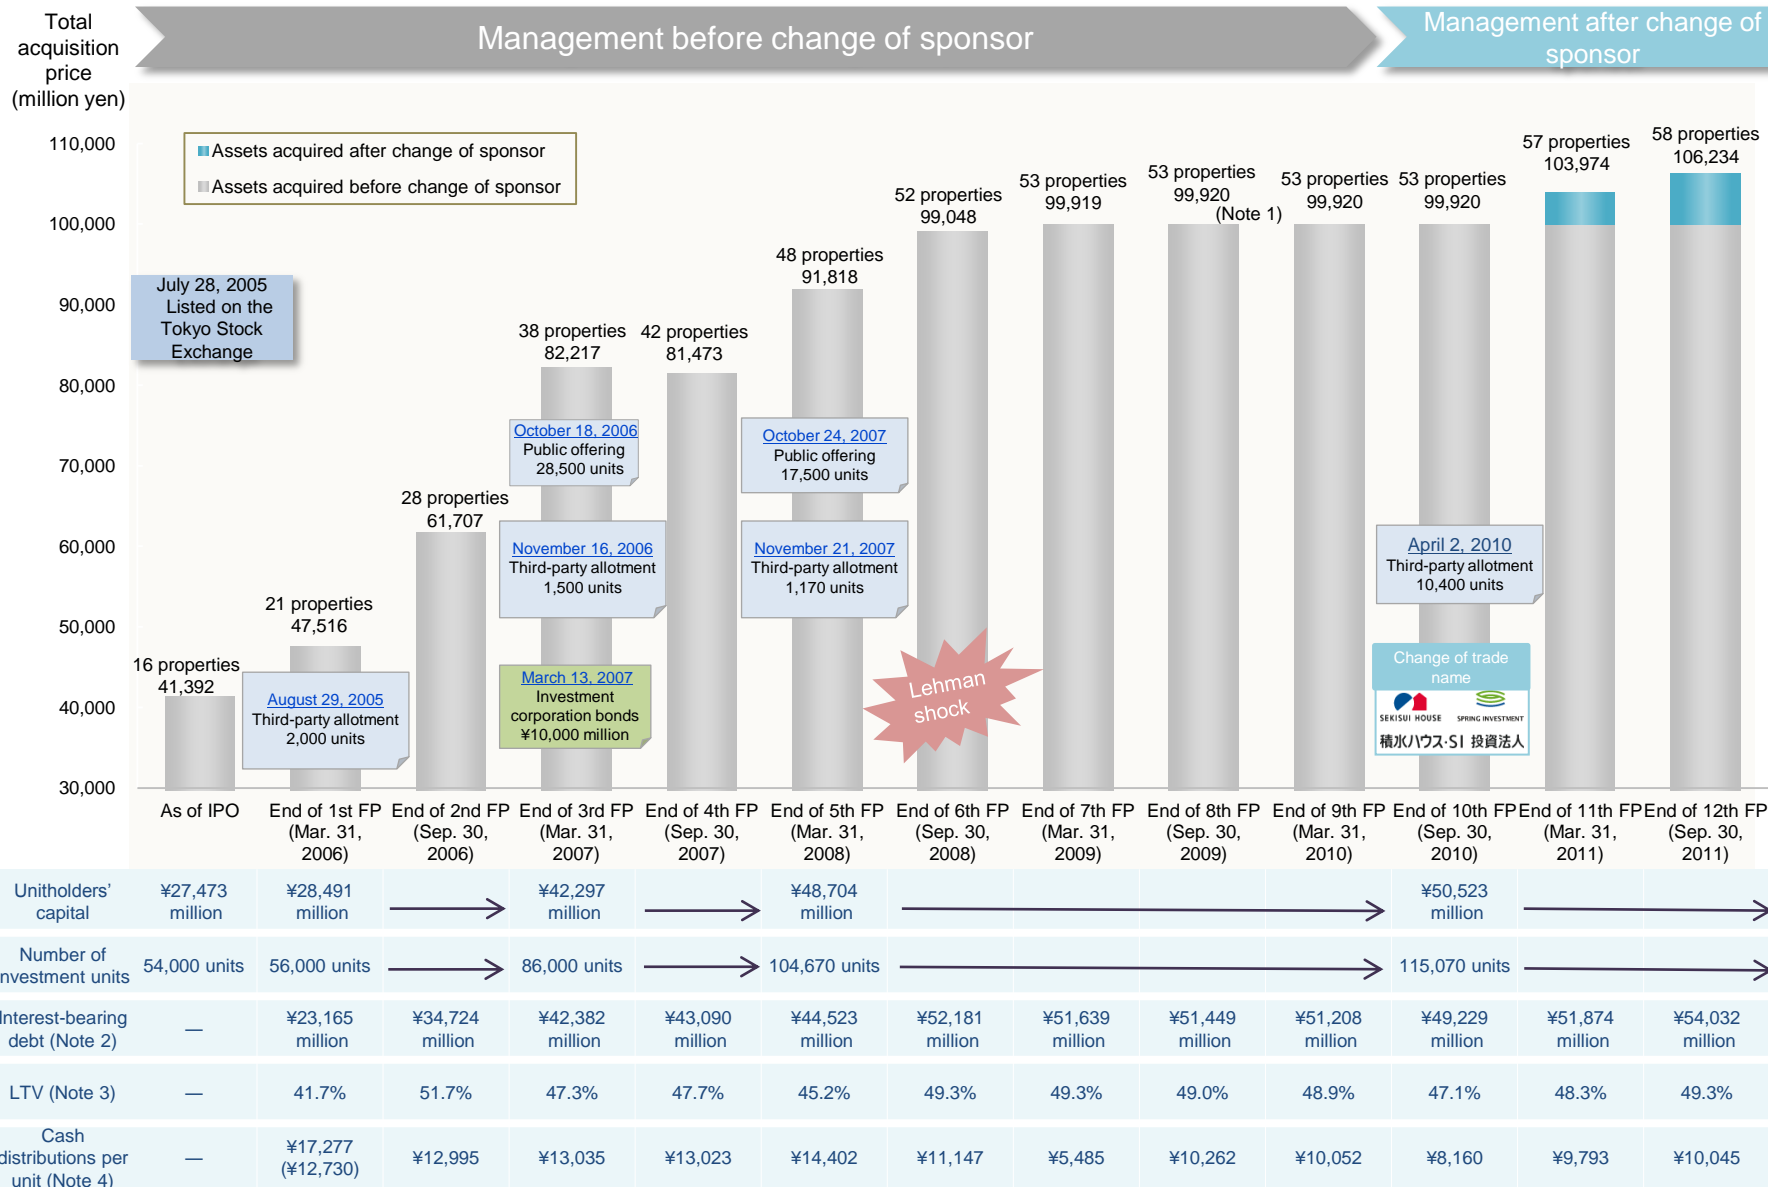 Total
acquisition
price
(million yen)
Management before change of sponsor
Management after change of
sponsor
110,000
100,000
90,000
80,000
70,000
60,000
50,000
40,000
30,000
Assets acquired after change of sponsor
Assets acquired before change of sponsor
July 28, 2005
Listed on the
Tokyo Stock
Exchange
16 properties
41,392
21 properties
47,516
28 properties
61,707
38 properties
82,217
42 properties
81,473
48 properties
91,818
52 properties
99,048
53 properties
99,919
53 properties
99,920
(Note 1)
53 properties
99,920
53 properties
99,920
57 properties
103,974
58 properties
106,234
August 29, 2005
Third-party allotment
2,000 units
October 18, 2006
Public offering
28,500 units
November 16, 2006
Third-party allotment
1,500 units
March 13, 2007
Investment
corporation bonds
¥10,000 million
October 24, 2007
Public offering
17,500 units
November 21, 2007
Third-party allotment
1,170 units
Lehman
shock
April 2, 2010
Third-party allotment
10,400 units
Change of trade
name
SEKISUI HOUSE SPRING INVESTMENT
積水ハウス・SI 投資法人
As of IPO
End of 1st FP
(Mar. 31,
2006)
End of 2nd FP
(Sep. 30,
2006)
End of 3rd FP
(Mar. 31,
2007)
End of 4th FP
(Sep. 30,
2007)
End of 5th FP
(Mar. 31,
2008)
End of 6th FP
(Sep. 30,
2008)
End of 7th FP
(Mar. 31,
2009)
End of 8th FP
(Sep. 30,
2009)
End of 9th FP
(Mar. 31,
2010)
End of 10th FP
(Sep. 30,
2010)
End of 11th FP
(Mar. 31,
2011)
End of 12th FP
(Sep. 30,
2011)
Unitholders'
capital
¥27,473
million
¥28,491
million
¥42,297
million
¥48,704
million
¥50,523
million
Number of
investment units
54,000 units
56,000 units
86,000 units
104,670 units
115,070 units
Interest-bearing
debt (Note 2)
—
¥23,165
million
¥34,724
million
¥42,382
million
¥43,090
million
¥44,523
million
¥52,181
million
¥51,639
million
¥51,449
million
¥51,208
million
¥49,229
million
¥51,874
million
¥54,032
million
LTV (Note 3)
—
41.7%
51.7%
47.3%
47.7%
45.2%
49.3%
49.3%
49.0%
48.9%
47.1%
48.3%
49.3%
Cash
distributions per
unit (Note 4)
—
¥17,277
(¥12,730)
¥12,995
¥13,035
¥13,023
¥14,402
¥11,147
¥5,485
¥10,262
¥10,052
¥8,160
¥9,793
¥10,045